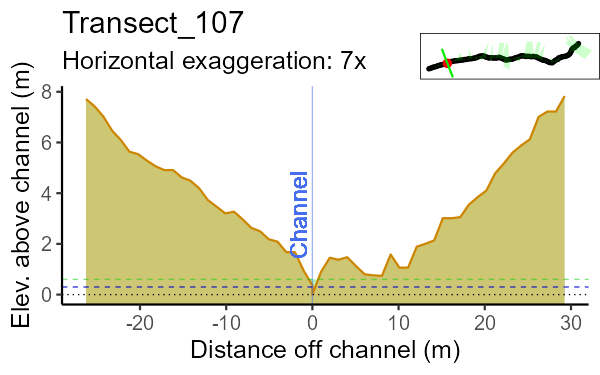 Transect_107
Horizontal exaggeration: 7x
Elev. above channel (m)
8
6
4
2
0
Channel
-20 -10 0 10 20 30
Distance off channel (m)